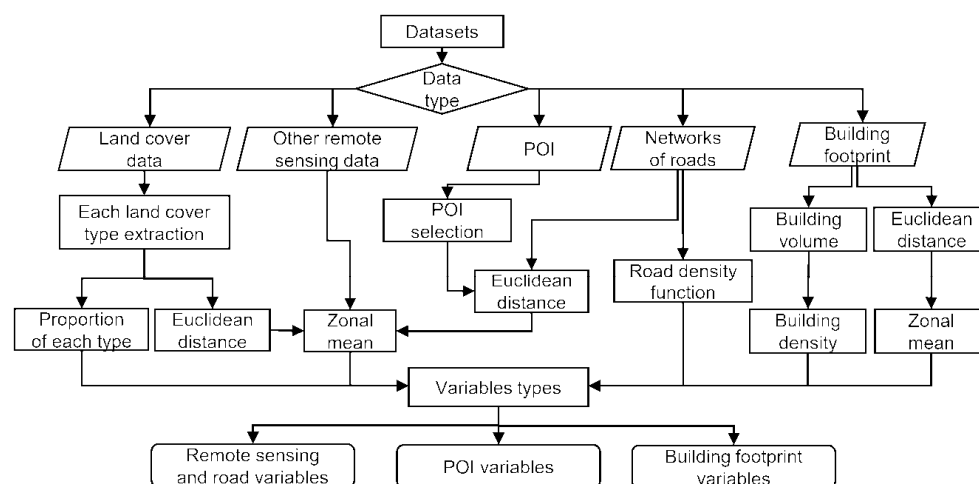 Datasets
Data
type
Land cover
data
Other remote
sensing data
POI
Networks
of roads
Building
footprint
Each land cover
type extraction
POI
selection
Building
volume
Euclidean
distance
Euclidean
distance
Road density
function
Proportion
of each type
Euclidean
distance
Zonal
mean
Building
density
Zonal
mean
Variables types
Remote sensing
and road variables
POI variables
Building footprint
variables